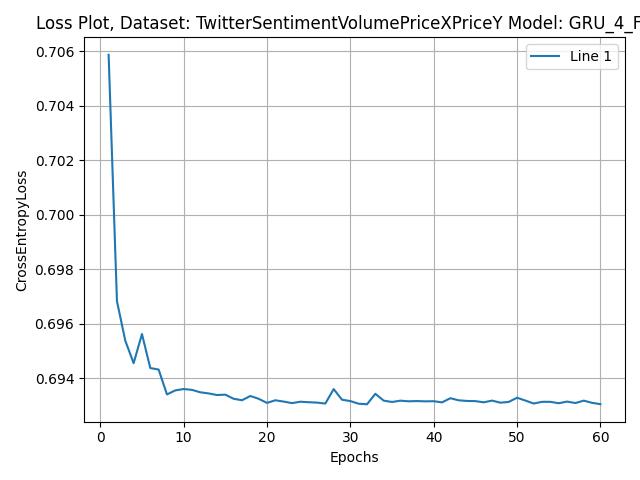 Loss Plot, Dataset: TwitterSentimentVolumePriceXPriceY Model: GRU_4_F
Line 1
0.706
0.704
0.702
0.700
0.698
0.696
0.694
CrossEntropyLoss
0 10 20 30 40 50 60
Epochs